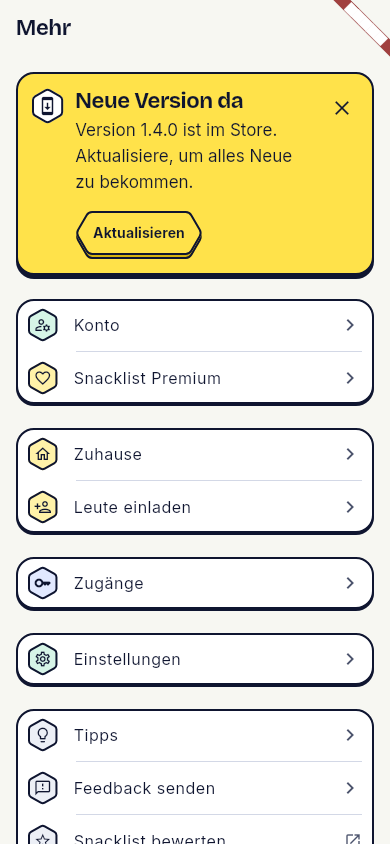 Mehr
Neue Version da
Version 1.4.0 ist im Store.
Aktualisiere, um alles Neue
zu bekommen.
Aktualisieren
Konto
Snacklist Premium
Zuhause
Leute einladen
Zugänge
Einstellungen
Tipps
Feedback senden
Snacklist bewerten